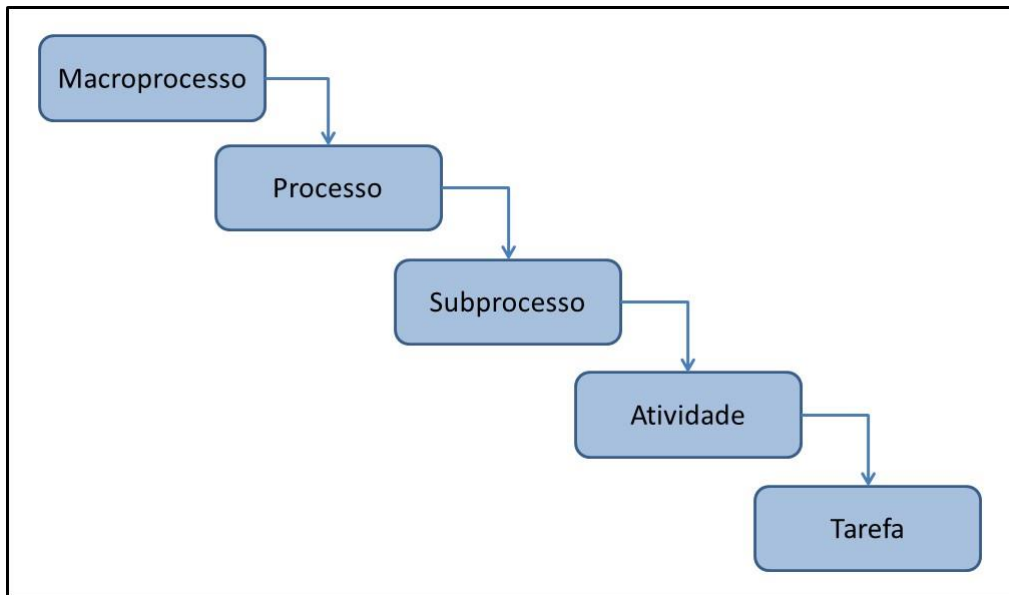 Macroprocesso
Processo
Subprocesso
Atividade
Tarefa